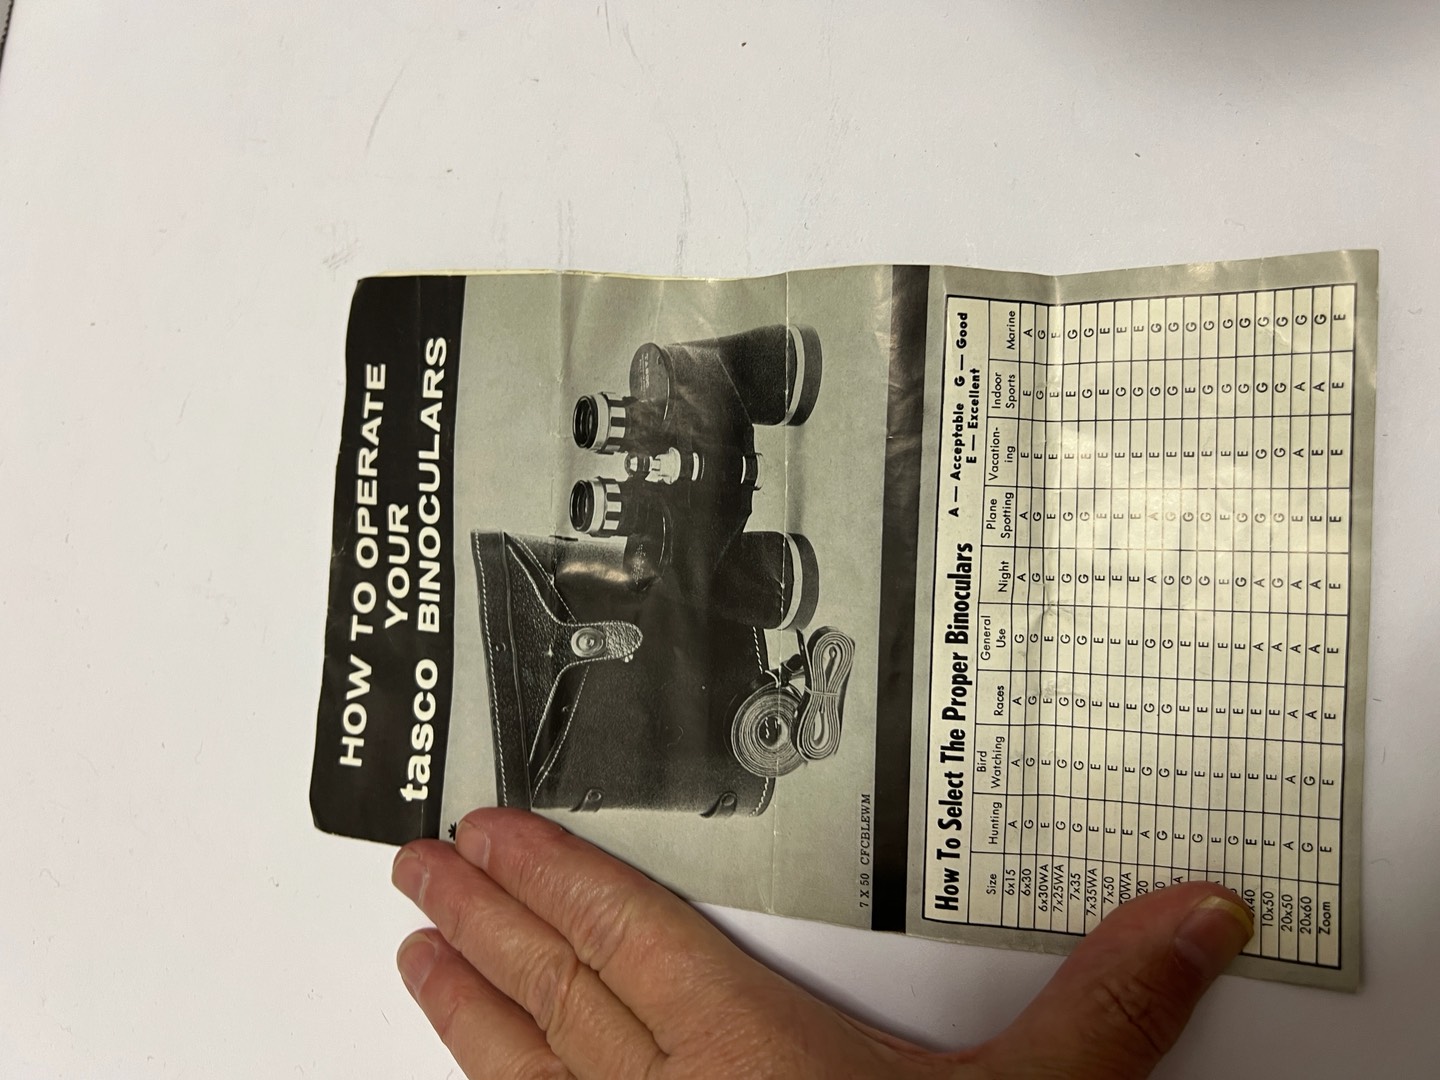 HOW TO OPERATE
YOUR
tasco BINOCULARS
7 X 50 CFCBLEWM
How To Select The Proper Binoculars
A — Acceptable G — Good
E — Excellent
Size Hunting Bird Watching Races General Use Night Plane Spotting Vacation-ing Indoor Sports Marine
6x15 A A A G A A E E A
6x30 G G G G G G E G G
6x30WA E E E E E E E E E
7x25WA G G G G G G E E G
7x35 G G G G G G E G G
7x35WA E E E E E E E E E
7x50 E E E E E E E G E
E E E E E E E G E
A G G G A A E G G
G G G G G G E G G
E E E E G G E E G
G E E E G G E G G
E E E E E E E G G
G E E E G G E G G
E E E A A G G G G
10x50 E E E A G G G G G
20x50 A A A A A E A A G
20x60 G G A A A E E A G
Zoom E E E E E E E E E